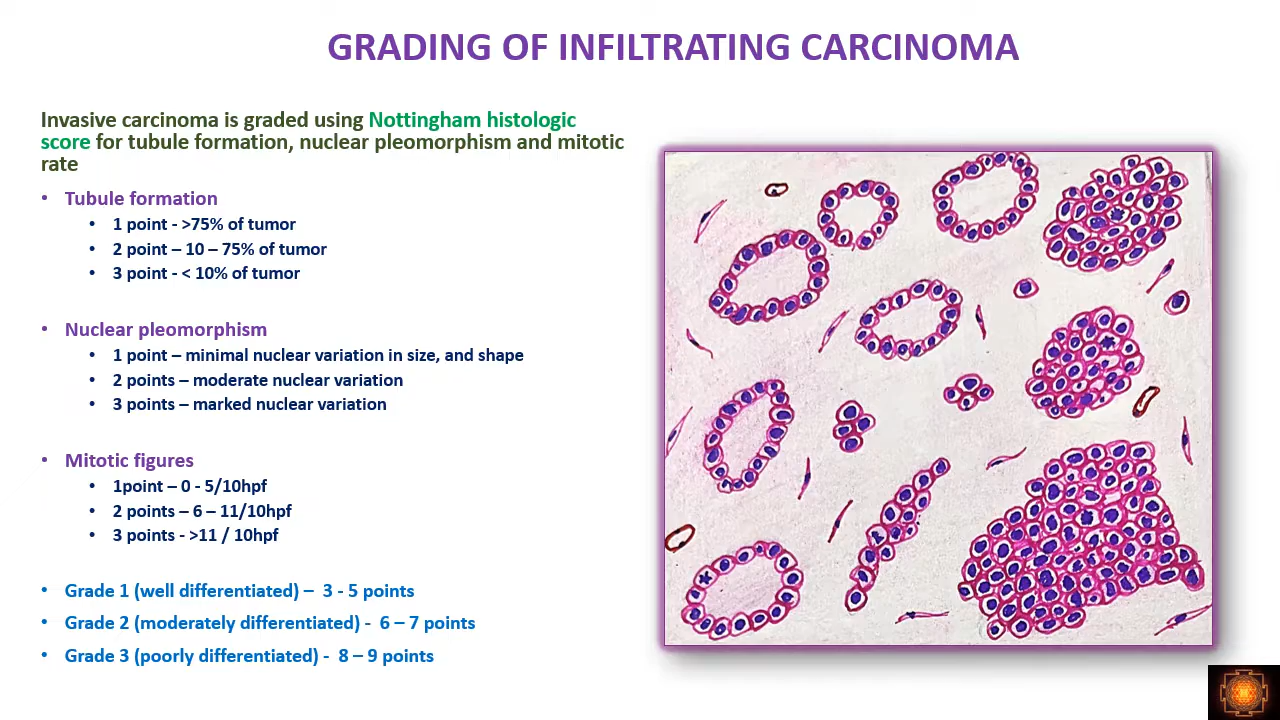 GRADING OF INFILTRATING CARCINOMA
Invasive carcinoma is graded using Nottingham histologic
score for tubule formation, nuclear pleomorphism and mitotic
rate
• Tubule formation
• 1 point - >75% of tumor
• 2 point – 10 – 75% of tumor
• 3 point - < 10% of tumor
• Nuclear pleomorphism
• 1 point – minimal nuclear variation in size, and shape
• 2 points – moderate nuclear variation
• 3 points – marked nuclear variation
• Mitotic figures
• 1point – 0 - 5/10hpf
• 2 points – 6 – 11/10hpf
• 3 points - >11 / 10hpf
• Grade 1 (well differentiated) – 3 - 5 points
• Grade 2 (moderately differentiated) - 6 – 7 points
• Grade 3 (poorly differentiated) - 8 – 9 points